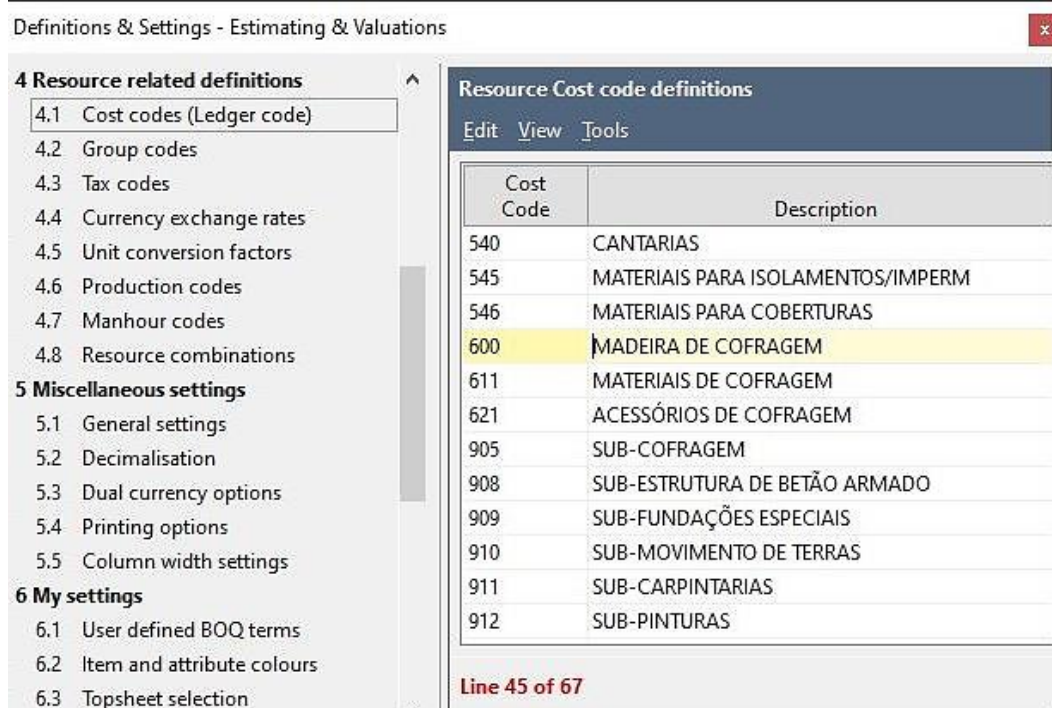 Definitions & Settings - Estimating & Valuations
x
4 Resource related definitions
4.1 Cost codes (Ledger code)
4.2 Group codes
4.3 Tax codes
4.4 Currency exchange rates
4.5 Unit conversion factors
4.6 Production codes
4.7 Manhour codes
4.8 Resource combinations
5 Miscellaneous settings
5.1 General settings
5.2 Decimalisation
5.3 Dual currency options
5.4 Printing options
5.5 Column width settings
6 My settings
6.1 User defined BOQ terms
6.2 Item and attribute colours
6.3 Topsheet selection
Resource Cost code definitions
Edit View Tools
Cost Code Description
540 CANTARIAS
545 MATERIAIS PARA ISOLAMENTOS/IMPERM
546 MATERIAIS PARA COBERTURAS
600 MADEIRA DE COFRAGEM
611 MATERIAIS DE COFRAGEM
621 ACESSÓRIOS DE COFRAGEM
905 SUB-COFRAGEM
908 SUB-ESTRUTURA DE BETÃO ARMADO
909 SUB-FUNDAÇÕES ESPECIAIS
910 SUB-MOVIMENTO DE TERRAS
911 SUB-CARPINTARIAS
912 SUB-PINTURAS
Line 45 of 67